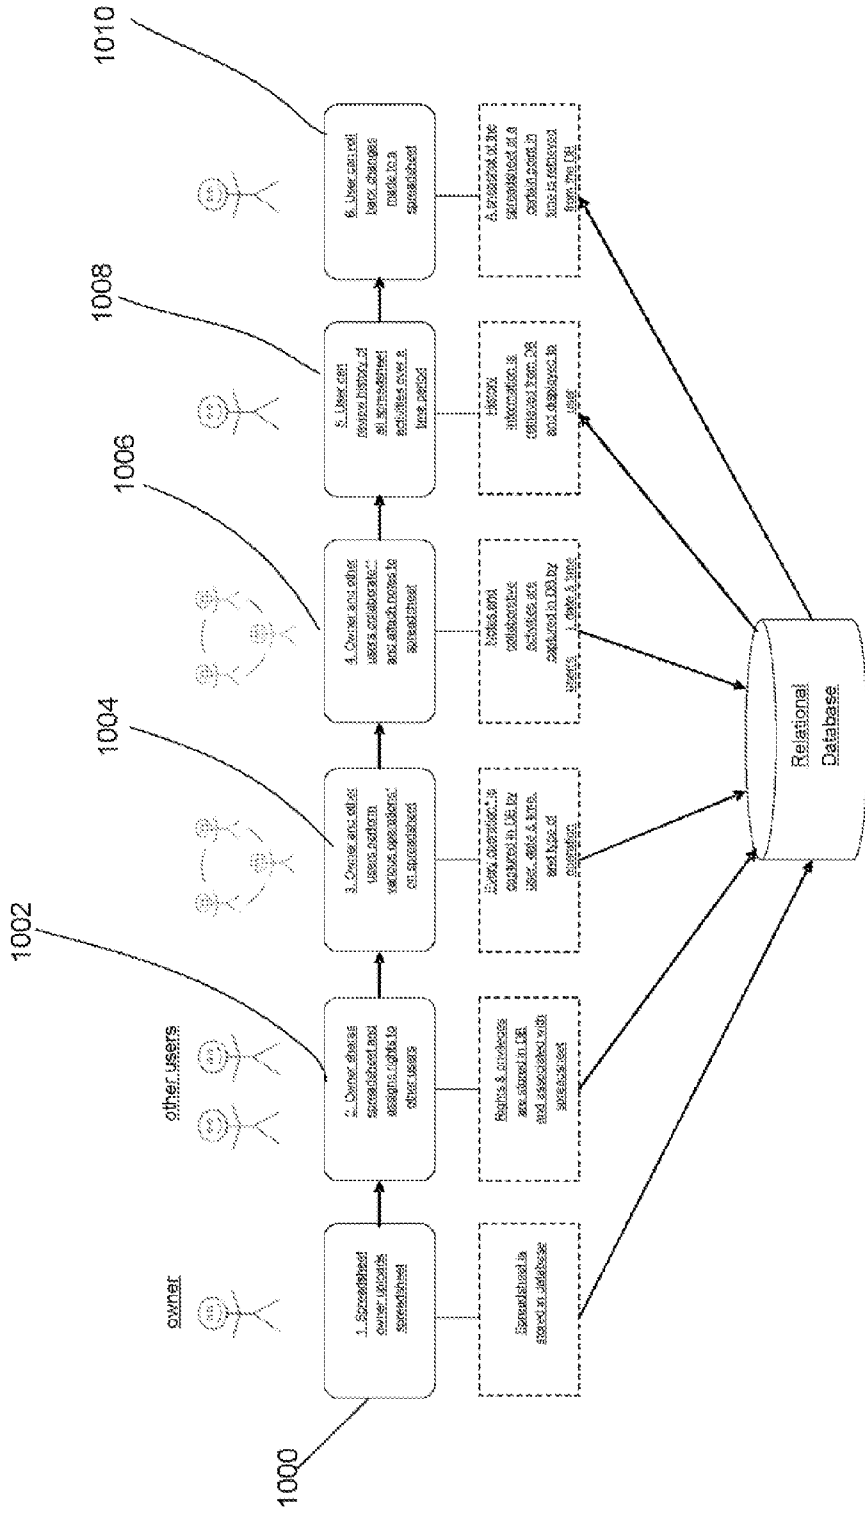 owner
other users
1000
1002
1004
1006
1008
1010
1. Spreadsheet
owner uploads
spreadsheet
2. Owner shares
spreadsheet and
assigns rights to
other users
3. Owner and other
users perform
various operations*
on spreadsheet
4. Owner and other
users collaborate**
and attach notes to
spreadsheet
5. User can
review history of
all spreadsheet
activities over a
time period
6. User can roll
back changes
made to a
spreadsheet
Spreadsheet is
stored in database
Rights & privileges
are stored in DB
and associated with
spreadsheet
Every operation* is
captured in DB by
user, date & time,
and type of
operation
Notes and
collaborative
activities are
captured in DB by
users, date & time
History
information is
retrieved from DB
and displayed to
user
A snapshot of the
spreadsheet at a
certain point in
time is retrieved
from the DB
Relational
Database